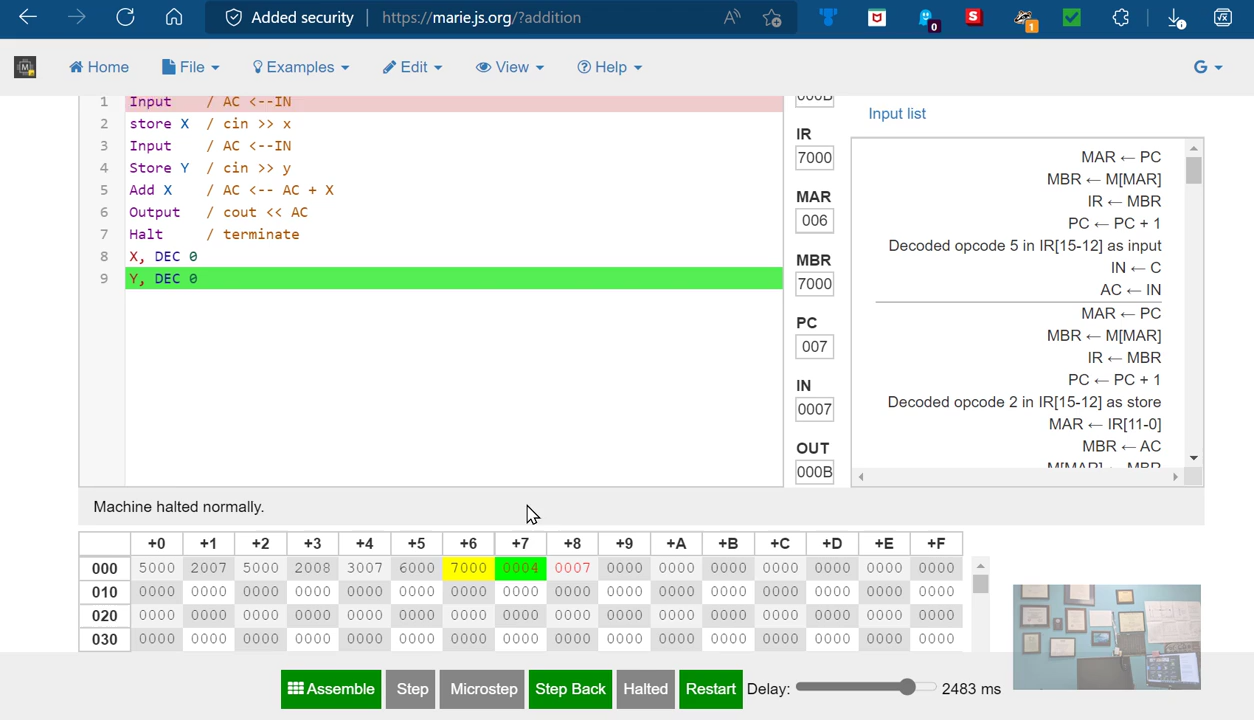 Added security | https://marie.js.org/?addition
0
1
Home File Examples Edit View Help G
1 Input / AC <--IN
2 store X / cin >> x
3 Input / AC <--IN
4 Store Y / cin >> y
5 Add X / AC <-- AC + X
6 Output / cout << AC
7 Halt / terminate
8 X, DEC 0
9 Y, DEC 0
000B
IR
7000
MAR
006
MBR
7000
PC
007
IN
0007
OUT
000B
Input list
MAR ← PC
MBR ← M[MAR]
IR ← MBR
PC ← PC + 1
Decoded opcode 5 in IR[15-12] as input
IN ← C
AC ← IN
MAR ← PC
MBR ← M[MAR]
IR ← MBR
PC ← PC + 1
Decoded opcode 2 in IR[15-12] as store
MAR ← IR[11-0]
MBR ← AC
M[MAR] ← MBR
Machine halted normally.
+0 +1 +2 +3 +4 +5 +6 +7 +8 +9 +A +B +C +D +E +F
000 5000 2007 5000 2008 3007 6000 7000 0004 0007 0000 0000 0000 0000 0000 0000 0000
010 0000 0000 0000 0000 0000 0000 0000 0000 0000 0000 0000 0000 0000 0000 0000 0000
020 0000 0000 0000 0000 0000 0000 0000 0000 0000 0000 0000 0000 0000 0000 0000 0000
030 0000 0000 0000 0000 0000 0000 0000 0000 0000 0000 0000 0000 0000 0000 0000 0000
Assemble Step Microstep Step Back Halted Restart Delay: 2483 ms